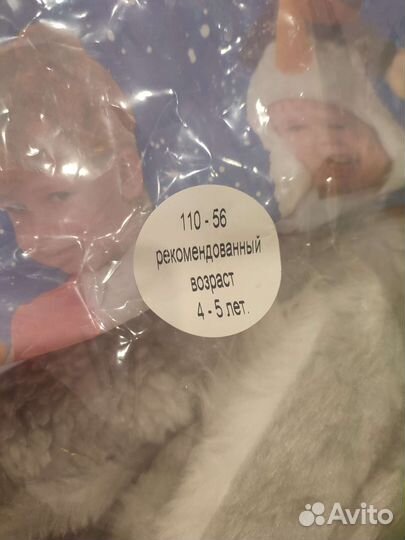 110 - 56
рекомендованный
возраст
4 - 5 лет.
Avito